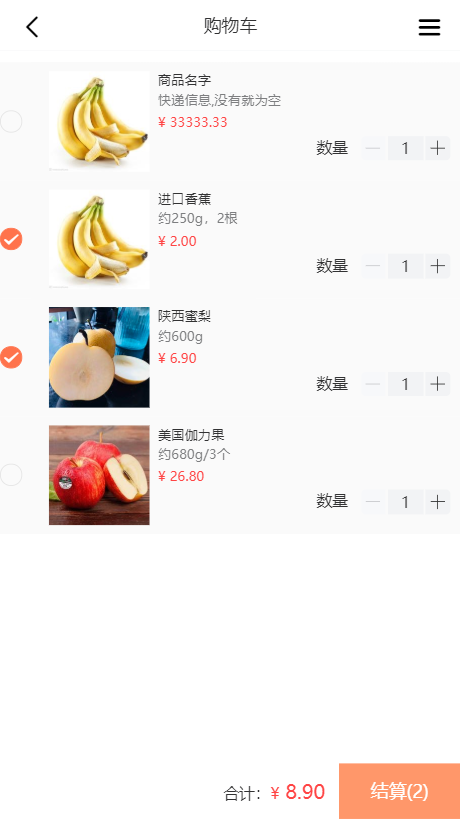 购物车
商品名字
快递信息,没有就为空
¥ 33333.33
数量 1
进口香蕉
约250g，2根
¥ 2.00
数量 1
陕西蜜梨
约600g
¥ 6.90
数量 1
美国伽力果
约680g/3个
¥ 26.80
数量 1
合计：¥ 8.90 结算(2)